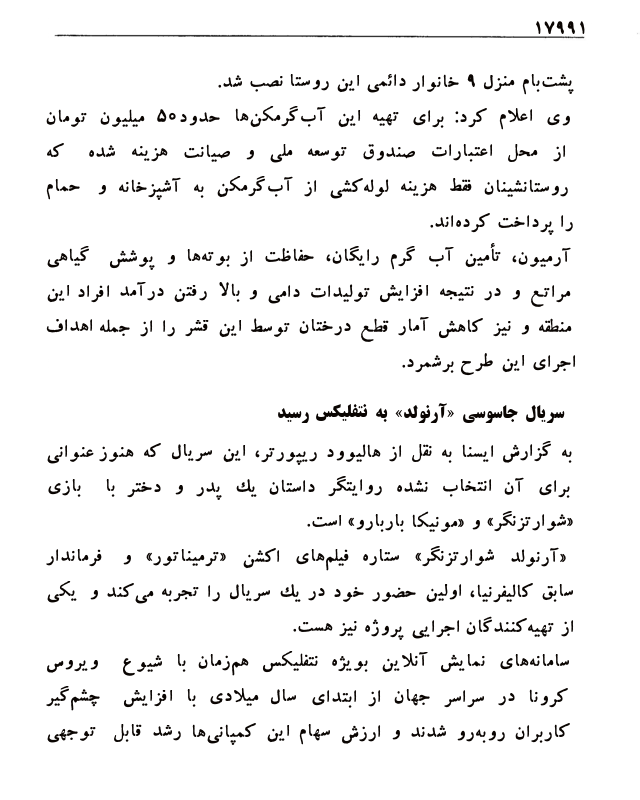 ۱۷۹۹۱
پشت‌بام منزل ۹ خانوار دائمی این روستا نصب شد.
وی اعلام کرد: برای تهیه این آب‌گرمکن‌ها حدود۵۰ میلیون تومان
از محل اعتبارات صندوق توسعه ملی و صیانت هزینه شده که
روستانشینان فقط هزینه لوله‌کشی از آب‌گرمکن به آشپزخانه و حمام
را پرداخت کرده‌اند.
آرمیون، تأمین آب گرم رایگان، حفاظت از بوته‌ها و پوشش گیاهی
مراتع و در نتیجه افزایش تولیدات دامی و بالا رفتن درآمد افراد این
منطقه و نیز کاهش آمار قطع درختان توسط این قشر را از جمله اهداف
اجرای این طرح برشمرد.
سریال جاسوسی «آرنولد» به نتفلیکس رسید
به گزارش ایسنا به نقل از هالیوود ریپورتر، این سریال که هنوز عنوانی
برای آن انتخاب نشده روایتگر داستان یك پدر و دختر با بازی
«شوارتزنگر» و «مونیکا باربارو» است.
«آرنولد شوارتزنگر» ستاره فیلم‌های اکشن «ترمیناتور» و فرماندار
سابق کالیفرنیا، اولین حضور خود در یك سریال را تجربه می‌کند و یکی
از تهیه‌کنندگان اجرایی پروژه نیز هست.
سامانه‌های نمایش آنلاین بویژه نتفلیکس هم‌زمان با شیوع ویروس
کرونا در سراسر جهان از ابتدای سال میلادی با افزایش چشم‌گیر
کاربران روبه‌رو شدند و ارزش سهام این کمپانی‌ها رشد قابل توجهی